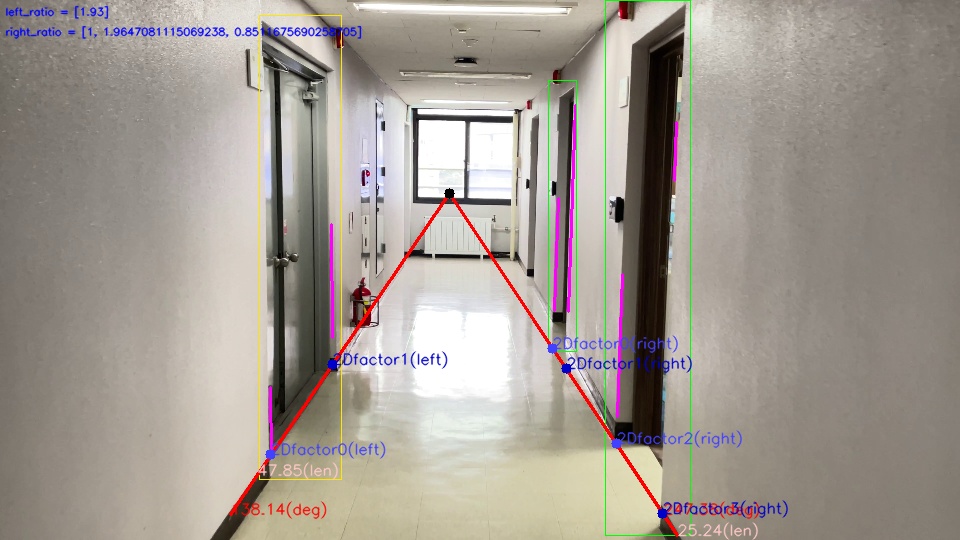 left_ratio = [1.93]
right_ratio = [1, 1.9647081115069238, 0.8511675690258705]
2Dfactor0(right)
2Dfactor1(left)
2Dfactor1(right)
2Dfactor2(right)
2Dfactor0(left)
47.85(len)
138.14(deg)
2Dfactor3(right)
25.24(len)